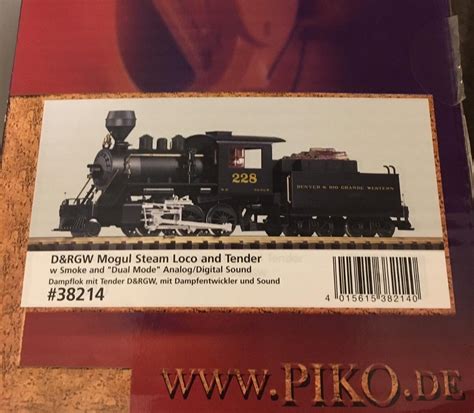 228
DENVER & RIO GRANDE WESTERN
D&RGW Mogul Steam Loco and Tender
w Smoke and "Dual Mode" Analog/Digital Sound
Dampflok mit Tender D&RGW, mit Dampfentwickler und Sound
#38214
4 015615 382140
WWW.PIKO.DE